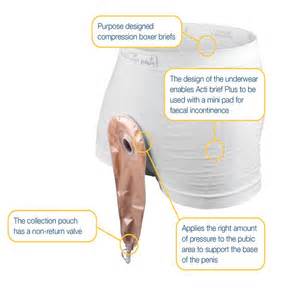 Purpose designed
compression boxer briefs
The design of the underwear
enables Acti brief Plus to be
used with a mini pad for
faecal incontinence
The collection pouch
has a non-return valve
Applies the right amount
of pressure to the pubic
area to support the base
of the penis